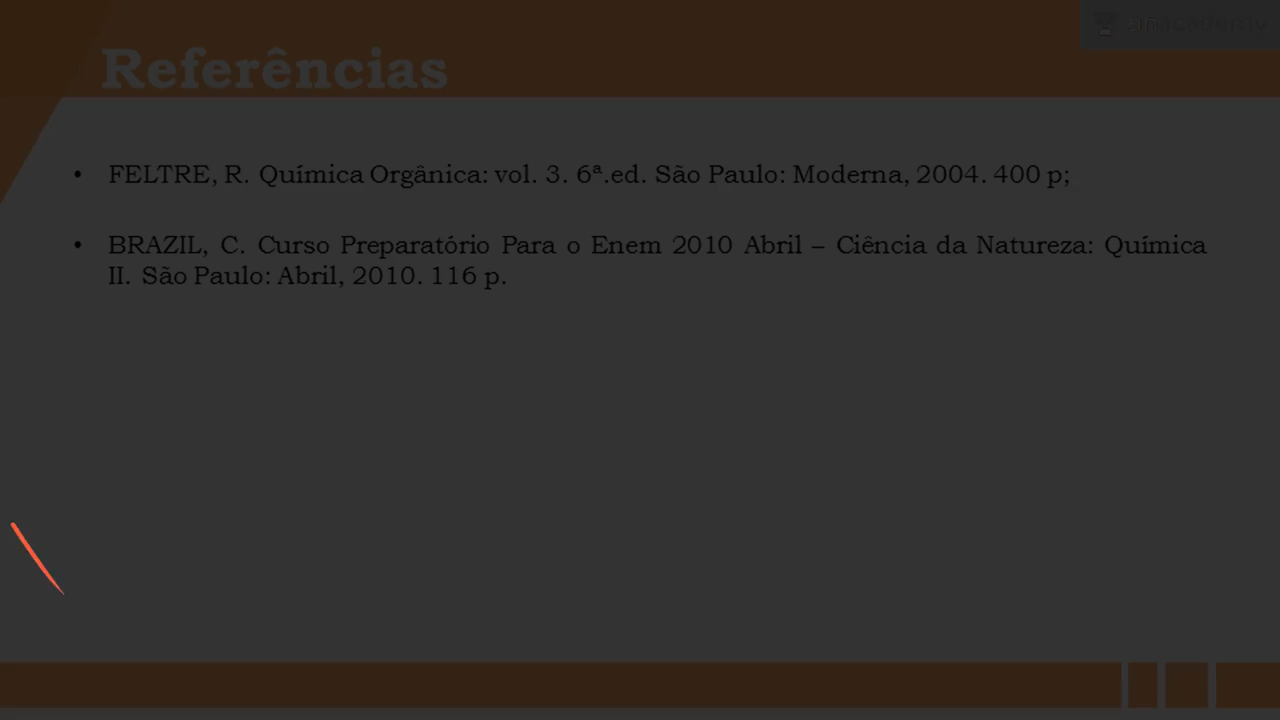 Referências
• FELTRE, R. Química Orgânica: vol. 3. 6ª.ed. São Paulo: Moderna, 2004. 400 p;
• BRAZIL, C. Curso Preparatório Para o Enem 2010 Abril – Ciência da Natureza: Química
II. São Paulo: Abril, 2010. 116 p.